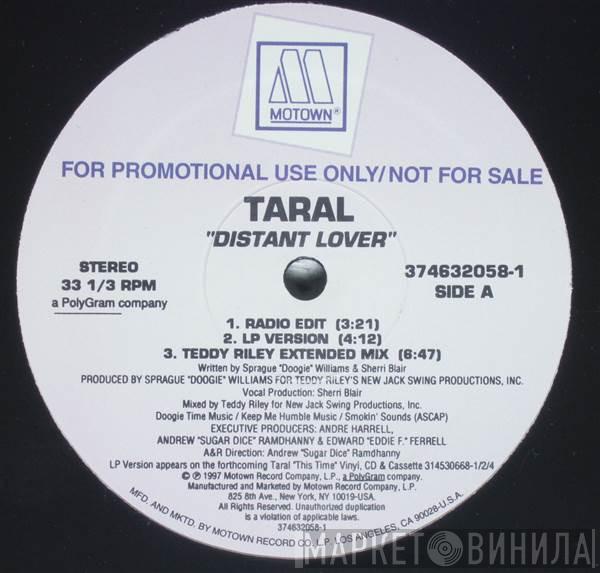 MOTOWN®
FOR PROMOTIONAL USE ONLY/NOT FOR SALE
TARAL
"DISTANT LOVER"
STEREO
33 1/3 RPM
a PolyGram company
374632058-1
SIDE A
1. RADIO EDIT (3:21)
2. LP VERSION (4:12)
3. TEDDY RILEY EXTENDED MIX (6:47)
Written by Sprague "Doogie" Williams & Sherri Blair
PRODUCED BY SPRAGUE "DOOGIE" WILLIAMS FOR TEDDY RILEY'S NEW JACK SWING PRODUCTIONS, INC.
Vocal Production: Sherri Blair
Mixed by Teddy Riley for New Jack Swing Productions, Inc.
Doogie Time Music / Keep Me Humble Music / Smokin' Sounds (ASCAP)
EXECUTIVE PRODUCERS: ANDRE HARRELL,
ANDREW "SUGAR DICE" RAMDHANNY & EDWARD "EDDIE F." FERRELL
A&R Direction: Andrew "Sugar Dice" Ramdhanny
LP Version appears on the forthcoming Taral "This Time" Vinyl, CD & Cassette 314530668-1/2/4
© ℗ 1997 Motown Record Company, L.P., a PolyGram company.
Manufactured and Marketed by Motown Record Company, L.P.
825 8th Ave., New York, NY 10019-USA.
All Rights Reserved. Unauthorized duplication
is a violation of applicable laws.
374632058-1
MFD. AND MKTD. BY MOTOWN RECORD CO., L.P., LOS ANGELES, CA 90028-U.S.A.
МАРКЕТ ВИНИЛА